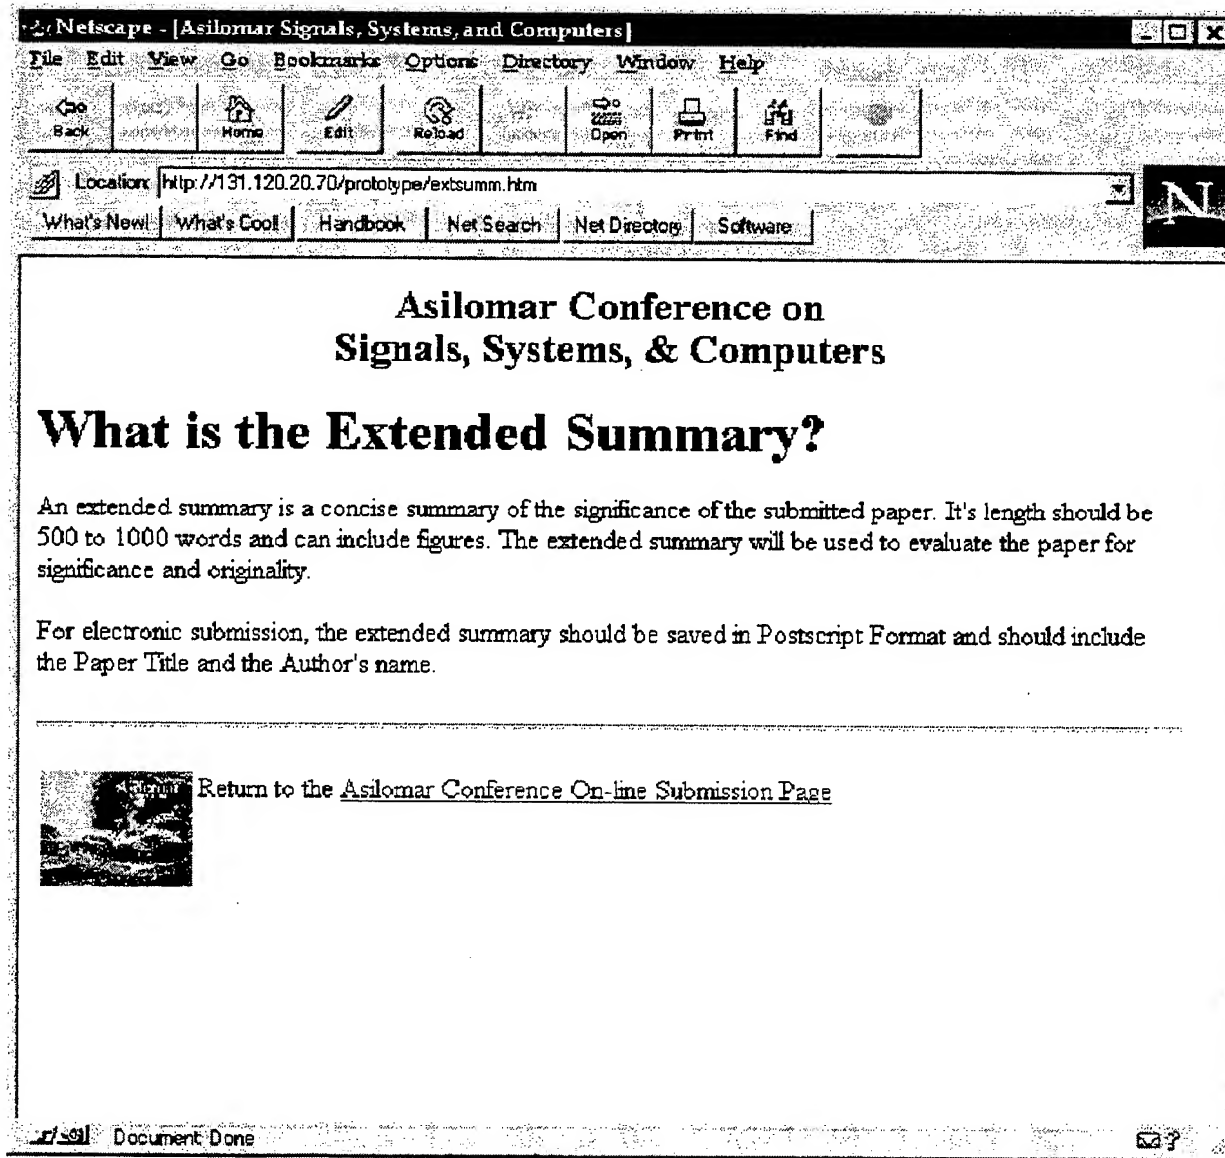 Netscape - [Asilomar Signals, Systems, and Computers]
File Edit View Go Bookmarks Options Directory Window Help
Back Home Edit Reload Open Print Find
Location: http://131.120.20.70/prototype/extsumm.htm
N
What's New! What's Cool! Handbook Net Search Net Directory Software
Asilomar Conference on
Signals, Systems, & Computers
What is the Extended Summary?
An extended summary is a concise summary of the significance of the submitted paper. It's length should be
500 to 1000 words and can include figures. The extended summary will be used to evaluate the paper for
significance and originality.
For electronic submission, the extended summary should be saved in Postscript Format and should include
the Paper Title and the Author's name.
Return to the Asilomar Conference On-line Submission Page
Document: Done